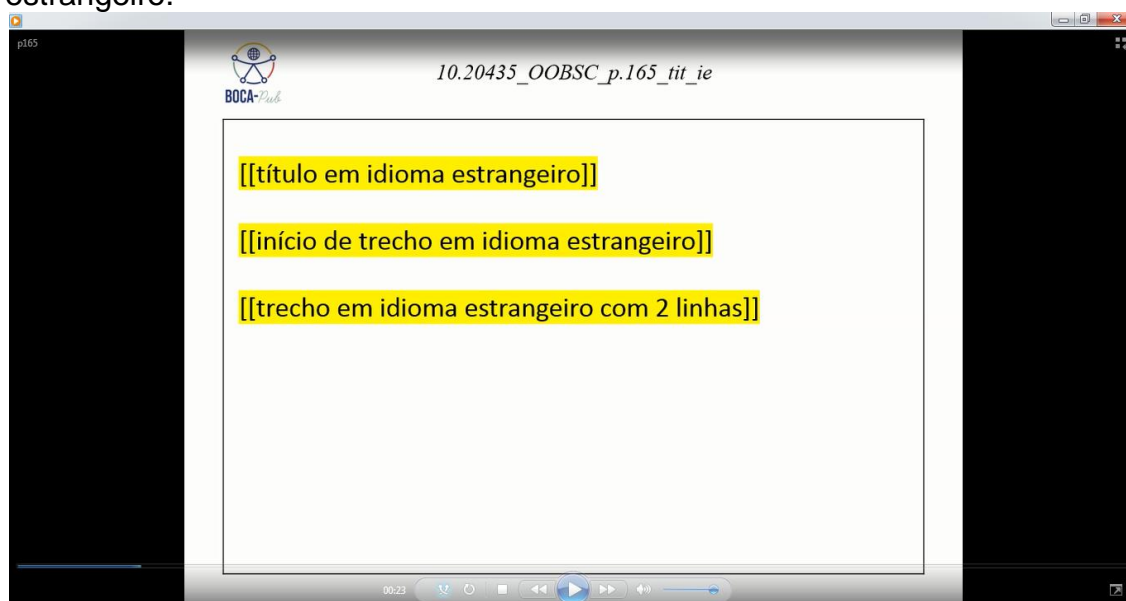 estrangeiro.
p165
10.20435_OOBSC_p.165_tit_ie
BOCA-Pub
[[título em idioma estrangeiro]]
[[início de trecho em idioma estrangeiro]]
[[trecho em idioma estrangeiro com 2 linhas]]
00:23